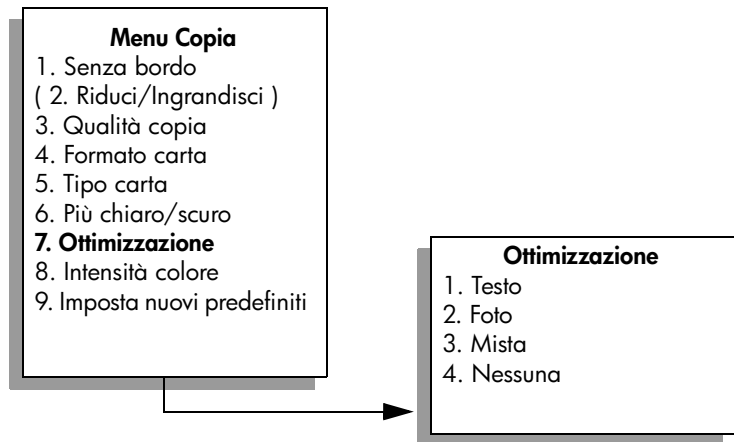 Menu Copia
1. Senza bordo
( 2. Riduci/Ingrandisci )
3. Qualità copia
4. Formato carta
5. Tipo carta
6. Più chiaro/scuro
7. Ottimizzazione
8. Intensità colore
9. Imposta nuovi predefiniti
Ottimizzazione
1. Testo
2. Foto
3. Mista
4. Nessuna